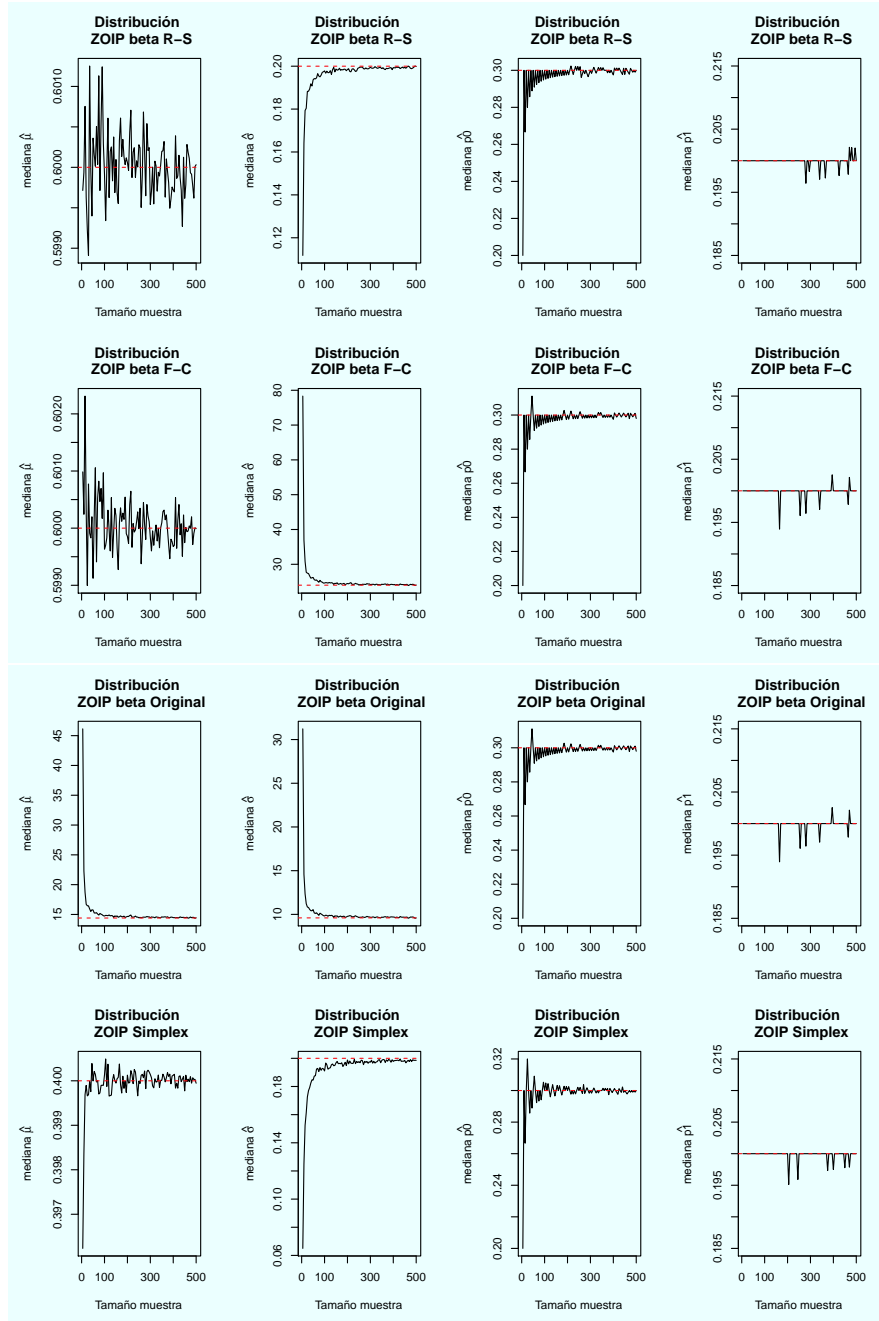 Distribución
ZOIP beta R−S
mediana μ̂
0.5990 0.6000 0.6010
0 100 300 500
Tamaño muestra
Distribución
ZOIP beta R−S
mediana σ̂
0.12 0.14 0.16 0.18 0.20
0 100 300 500
Tamaño muestra
Distribución
ZOIP beta R−S
mediana p̂0
0.20 0.22 0.24 0.26 0.28 0.30
0 100 300 500
Tamaño muestra
Distribución
ZOIP beta R−S
mediana p̂1
0.185 0.195 0.205 0.215
0 100 300 500
Tamaño muestra
Distribución
ZOIP beta F−C
mediana μ̂
0.5990 0.6000 0.6010 0.6020
0 100 300 500
Tamaño muestra
Distribución
ZOIP beta F−C
mediana σ̂
30 40 50 60 70 80
0 100 300 500
Tamaño muestra
Distribución
ZOIP beta F−C
mediana p̂0
0.20 0.22 0.24 0.26 0.28 0.30
0 100 300 500
Tamaño muestra
Distribución
ZOIP beta F−C
mediana p̂1
0.185 0.195 0.205 0.215
0 100 300 500
Tamaño muestra
Distribución
ZOIP beta Original
mediana μ̂
15 20 25 30 35 40 45
0 100 300 500
Tamaño muestra
Distribución
ZOIP beta Original
mediana σ̂
10 15 20 25 30
0 100 300 500
Tamaño muestra
Distribución
ZOIP beta Original
mediana p̂0
0.20 0.22 0.24 0.26 0.28 0.30
0 100 300 500
Tamaño muestra
Distribución
ZOIP beta Original
mediana p̂1
0.185 0.195 0.205 0.215
0 100 300 500
Tamaño muestra
Distribución
ZOIP Simplex
mediana μ̂
0.397 0.398 0.399 0.400
0 100 300 500
Tamaño muestra
Distribución
ZOIP Simplex
mediana σ̂
0.06 0.10 0.14 0.18
0 100 300 500
Tamaño muestra
Distribución
ZOIP Simplex
mediana p̂0
0.20 0.24 0.28 0.32
0 100 300 500
Tamaño muestra
Distribución
ZOIP Simplex
mediana p̂1
0.185 0.195 0.205 0.215
0 100 300 500
Tamaño muestra